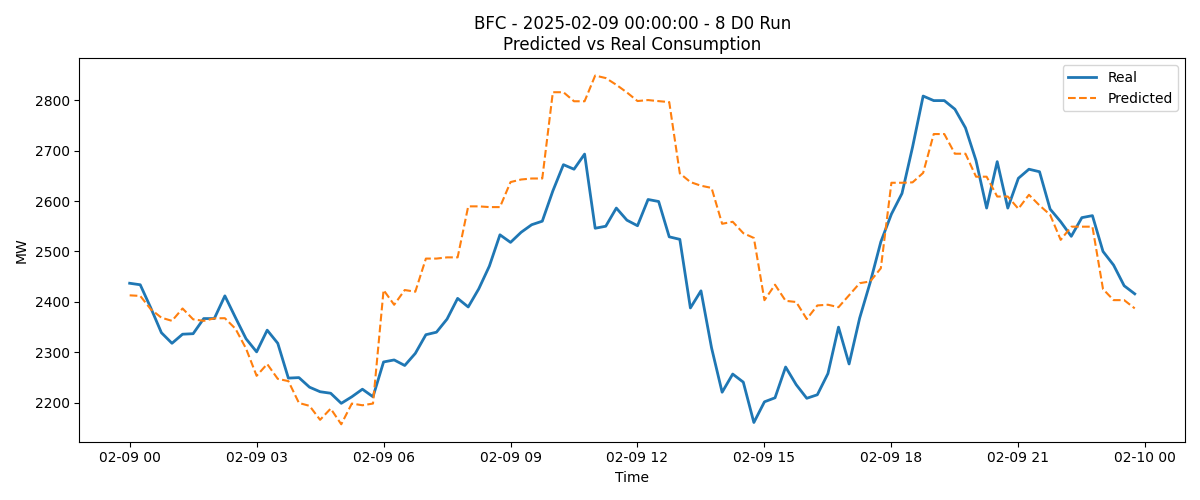 BFC - 2025-02-09 00:00:00 - 8 D0 Run
Predicted vs Real Consumption
Real
Predicted
MW
2800
2700
2600
2500
2400
2300
2200
02-09 00
02-09 03
02-09 06
02-09 09
02-09 12
02-09 15
02-09 18
02-09 21
02-10 00
Time